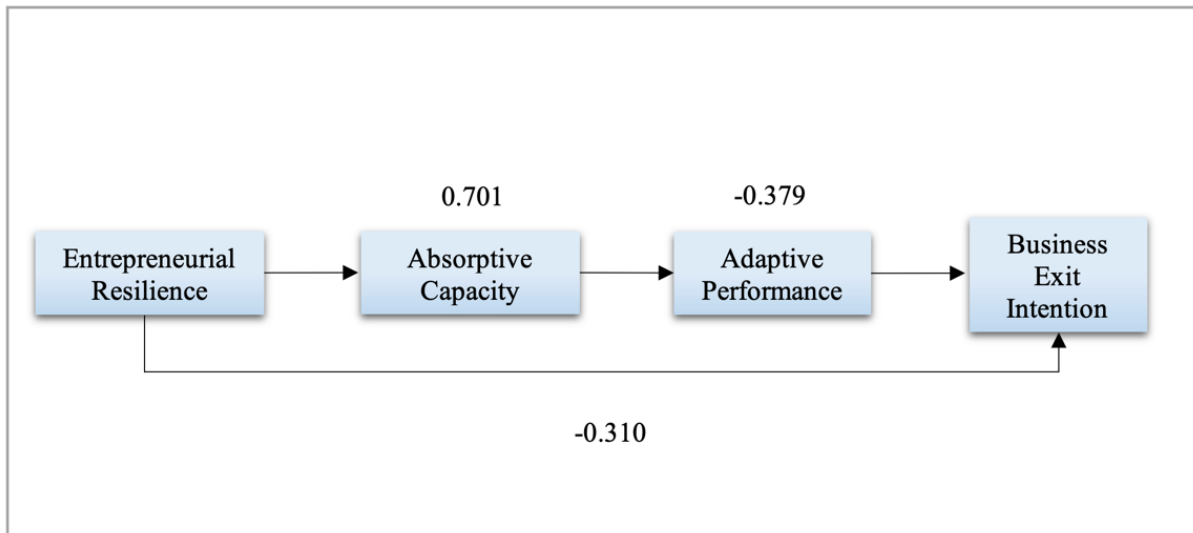 0.701
-0.379
Entrepreneurial
Resilience
Absorptive
Capacity
Adaptive
Performance
Business
Exit
Intention
-0.310